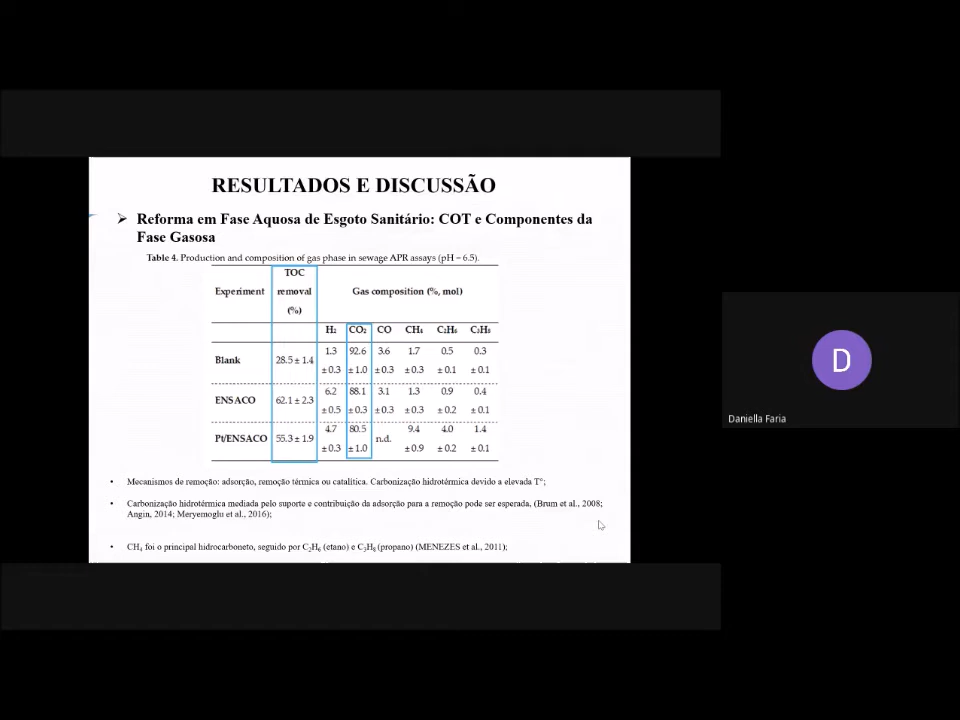 RESULTADOS E DISCUSSÃO
➢ Reforma em Fase Aquosa de Esgoto Sanitário: COT e Componentes da
Fase Gasosa
Table 4. Production and composition of gas phase in sewage APR assays (pH = 6.5).
TOC
Experiment removal Gas composition (%, mol)
(%)
H₂ CO₂ CO CH₄ C₂H₆ C₃H₈
1.3 92.6 3.6 1.7 0.5 0.3
Blank 28.5 ± 1.4
± 0.3 ± 1.0 ± 0.3 ± 0.3 ± 0.1 ± 0.1
6.2 88.1 3.1 1.3 0.9 0.4
ENSACO 62.1 ± 2.3
± 0.5 ± 0.3 ± 0.3 ± 0.3 ± 0.2 ± 0.1
4.7 80.5 9.4 4.0 1.4
Pt/ENSACO 55.3 ± 1.9 n.d.
± 0.3 ± 1.0 ± 0.9 ± 0.2 ± 0.1
• Mecanismos de remoção: adsorção, remoção térmica ou catalítica. Carbonização hidrotérmica devido a elevada T°;
• Carbonização hidrotérmica mediada pelo suporte e contribuição da adsorção para a remoção pode ser esperada, (Brum et al., 2008;
Angin, 2014; Meryemoglu et al., 2016);
• CH₄ foi o principal hidrocarboneto, seguido por C₂H₆ (etano) e C₃H₈ (propano) (MENEZES et al., 2011);
D
Daniella Faria